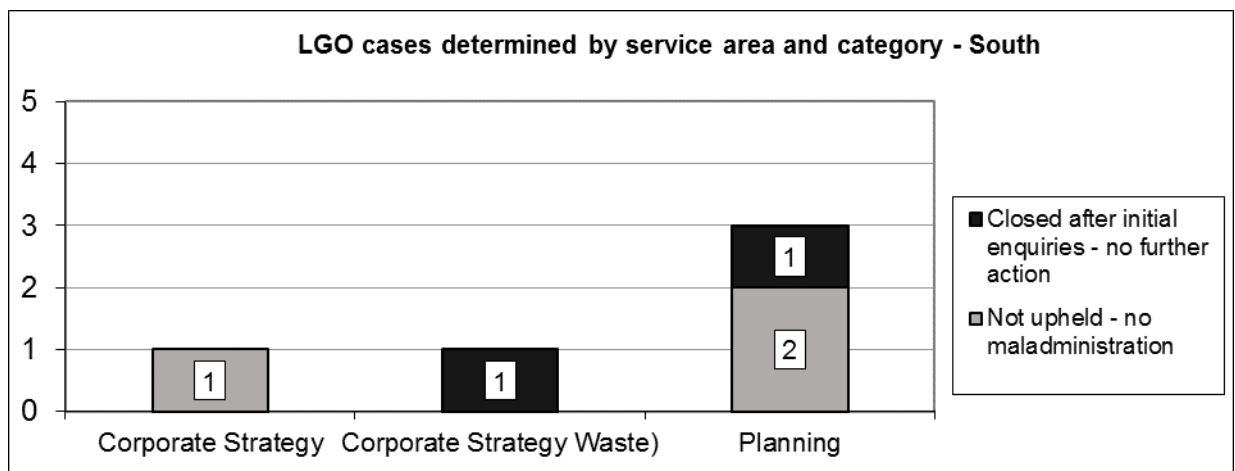 LGO cases determined by service area and category - South
5
4
3
2
1
0
1
1
1
2
Corporate Strategy
Corporate Strategy Waste)
Planning
Closed after initial
enquiries - no further
action
Not upheld - no
maladministration